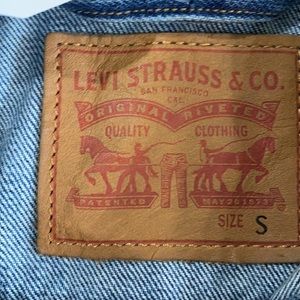 LEVI STRAUSS & CO.
SAN FRANCISCO
CAL.
ORIGINAL RIVETED
QUALITY CLOTHING
PATENTED MAY 20 1873
SIZE S